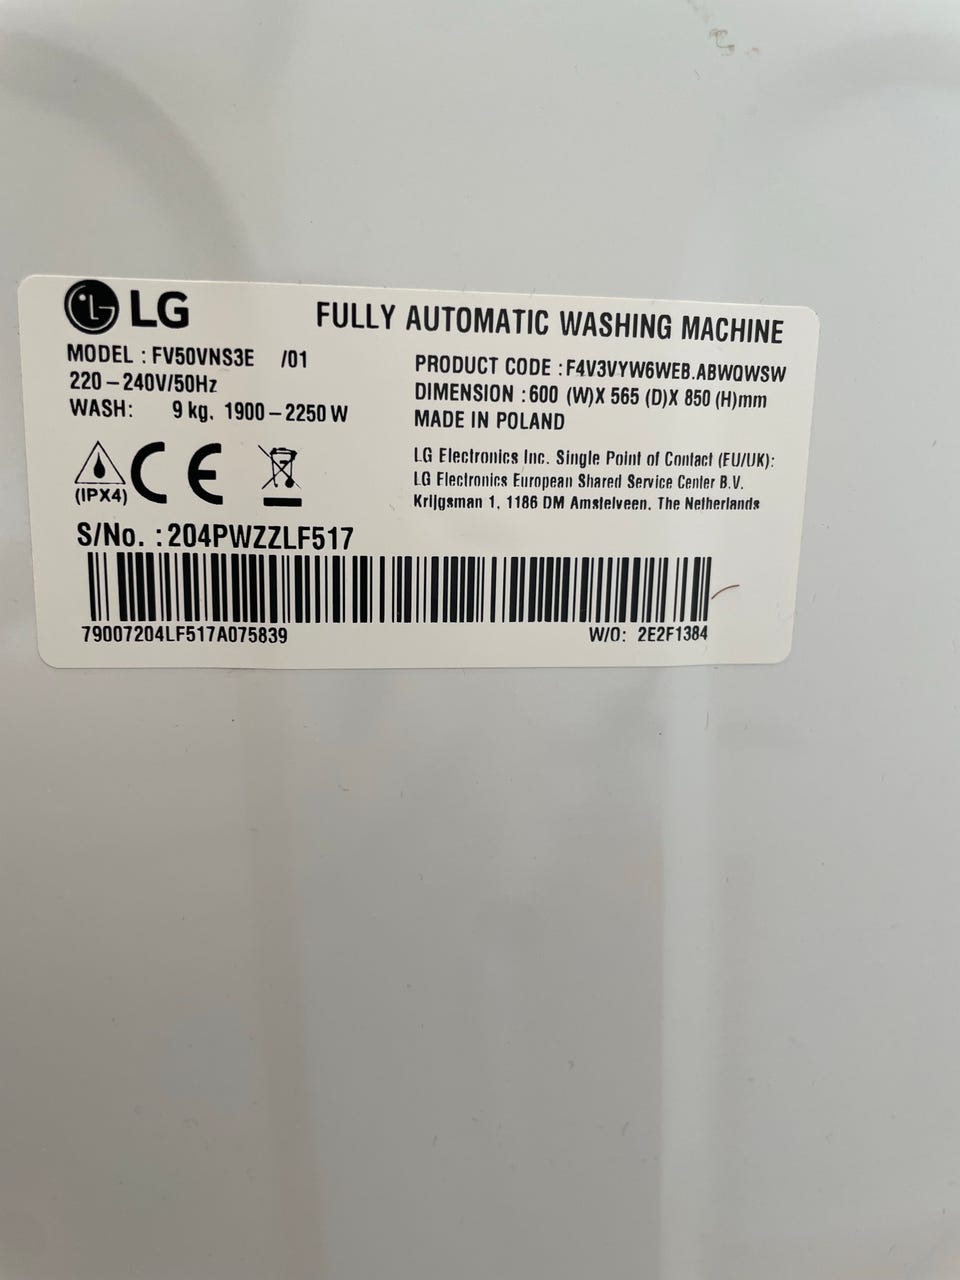 LG
FULLY AUTOMATIC WASHING MACHINE
MODEL : FV50VNS3E /01
220-240V/50Hz
WASH: 9 kg. 1900-2250 W
PRODUCT CODE : F4V3VYW6WEB.ABWQWSW
DIMENSION : 600 (W)X 565 (D)X 850 (H)mm
MADE IN POLAND
(IPX4)
CE
LG Electronics Inc. Single Point of Contact (EU/UK):
LG Electronics European Shared Service Center B.V.
Krijgsman 1, 1186 DM Amstelveen, The Netherlands
S/No. : 204PWZZLF517
79007204LF517A075839
W/O: 2E2F1384